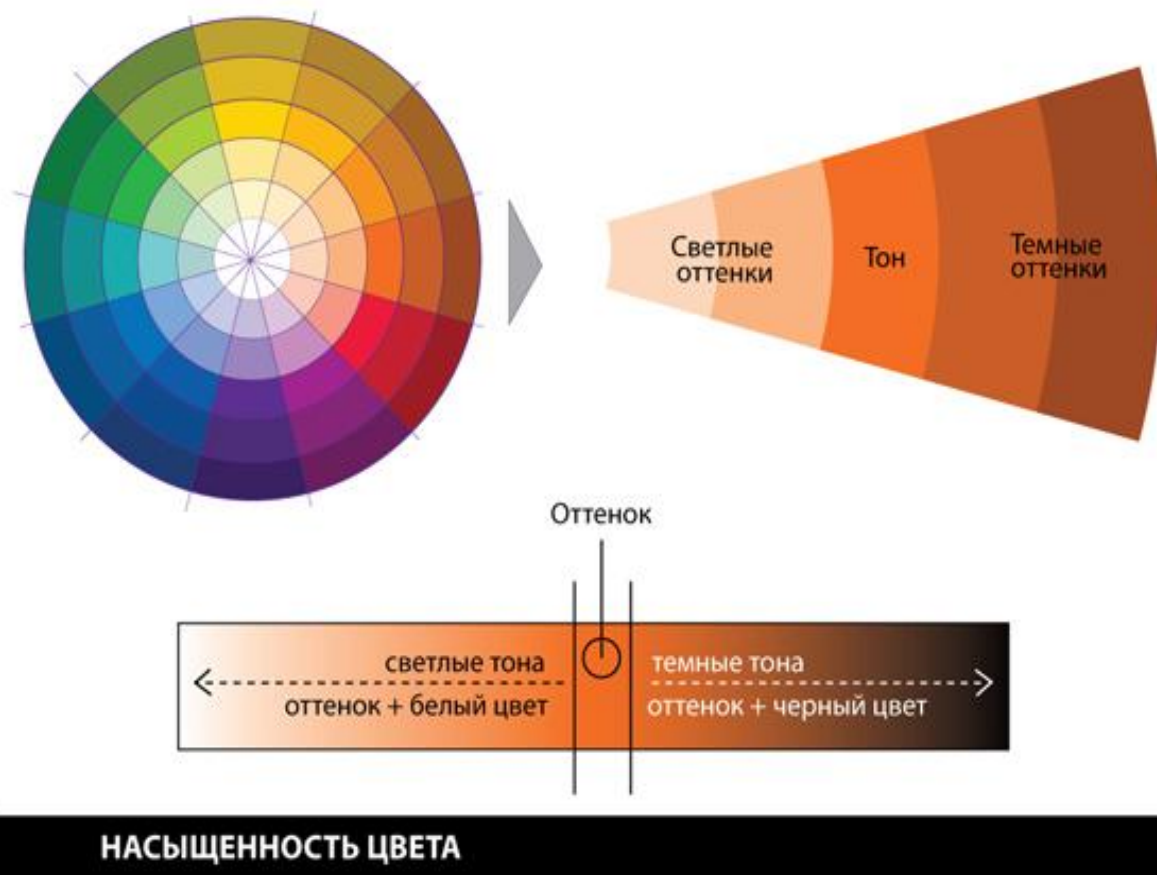 Светлые
оттенки
Тон
Темные
оттенки
Оттенок
светлые тона
оттенок + белый цвет
темные тона
оттенок + черный цвет
НАСЫЩЕННОСТЬ ЦВЕТА